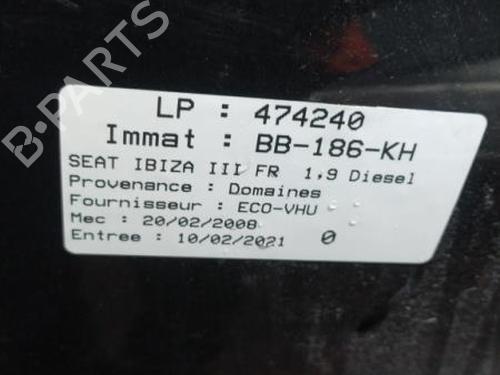 B-PARTS
LP : 474240
Immat : BB-186-KH
SEAT IBIZA III FR 1,9 Diesel
Provenance : Domaines
Fournisseur : ECO-VHU
Mec : 20/02/2008
Entree : 10/02/2021 0